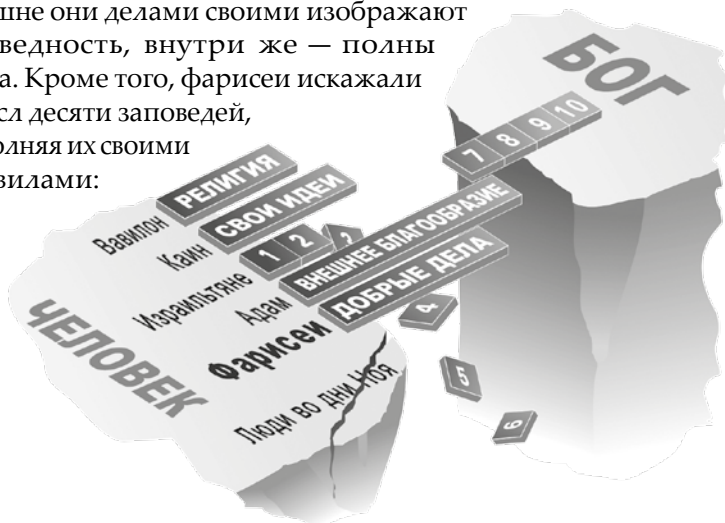 шне они делами своими изображают
ведность, внутри же — полны
а. Кроме того, фарисеи искажали
сл десяти заповедей,
лняя их своими
вилами:
БОГ
7 8 9 10
РЕЛИГИЯ
Вавилон
СВОИ ИДЕИ
Каин
1 2 3
Израильтяне
ВНЕШНЕЕ БЛАГООБРАЗИЕ
Адам
ДОБРЫЕ ДЕЛА
Фарисеи
4
5
6
ЧЕЛОВЕК
Люди во дни Ноя